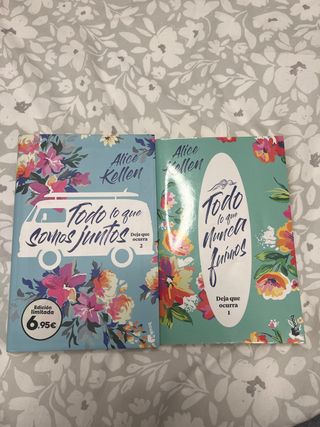 Alice
Kellen
Todo lo que
somos juntos
Deja que
ocurra
2
Edición
limitada
6,95€
Alice
Kellen
Todo
lo que
nunca
fuimos
Deja que
ocurra
1